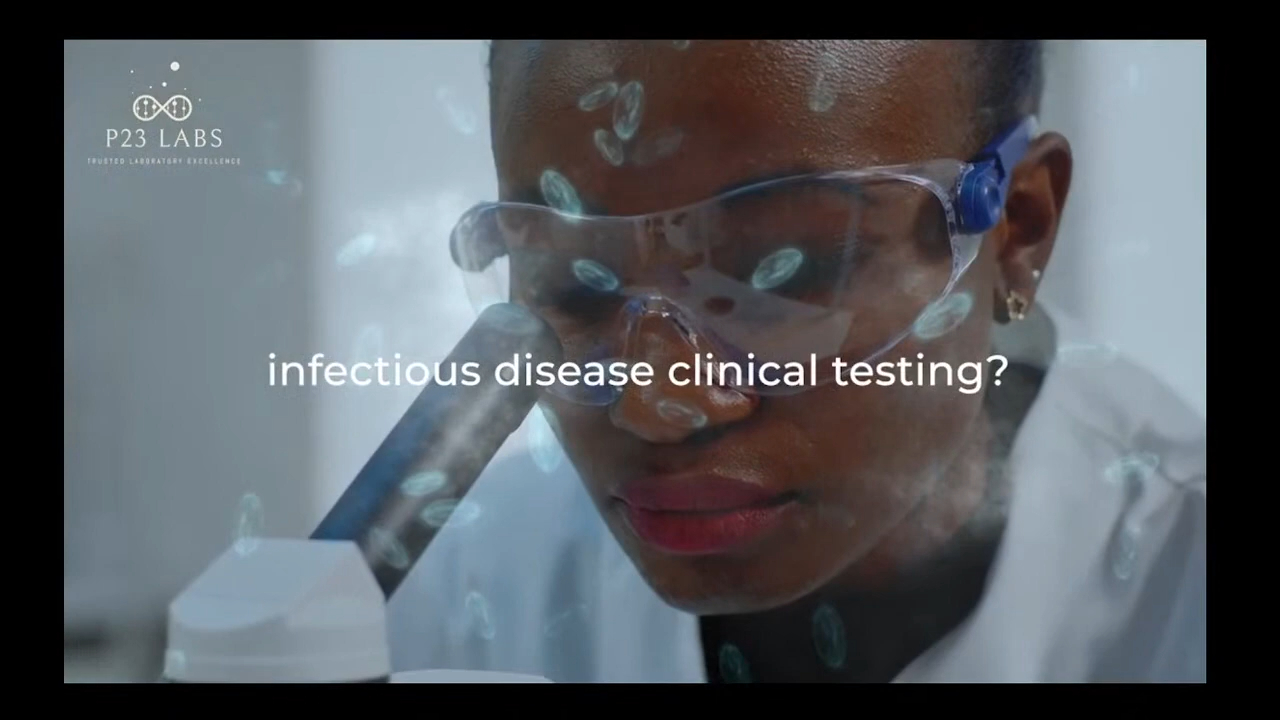 P23 LABS
TRUSTED LABORATORY EXCELLENCE
infectious disease clinical testing?